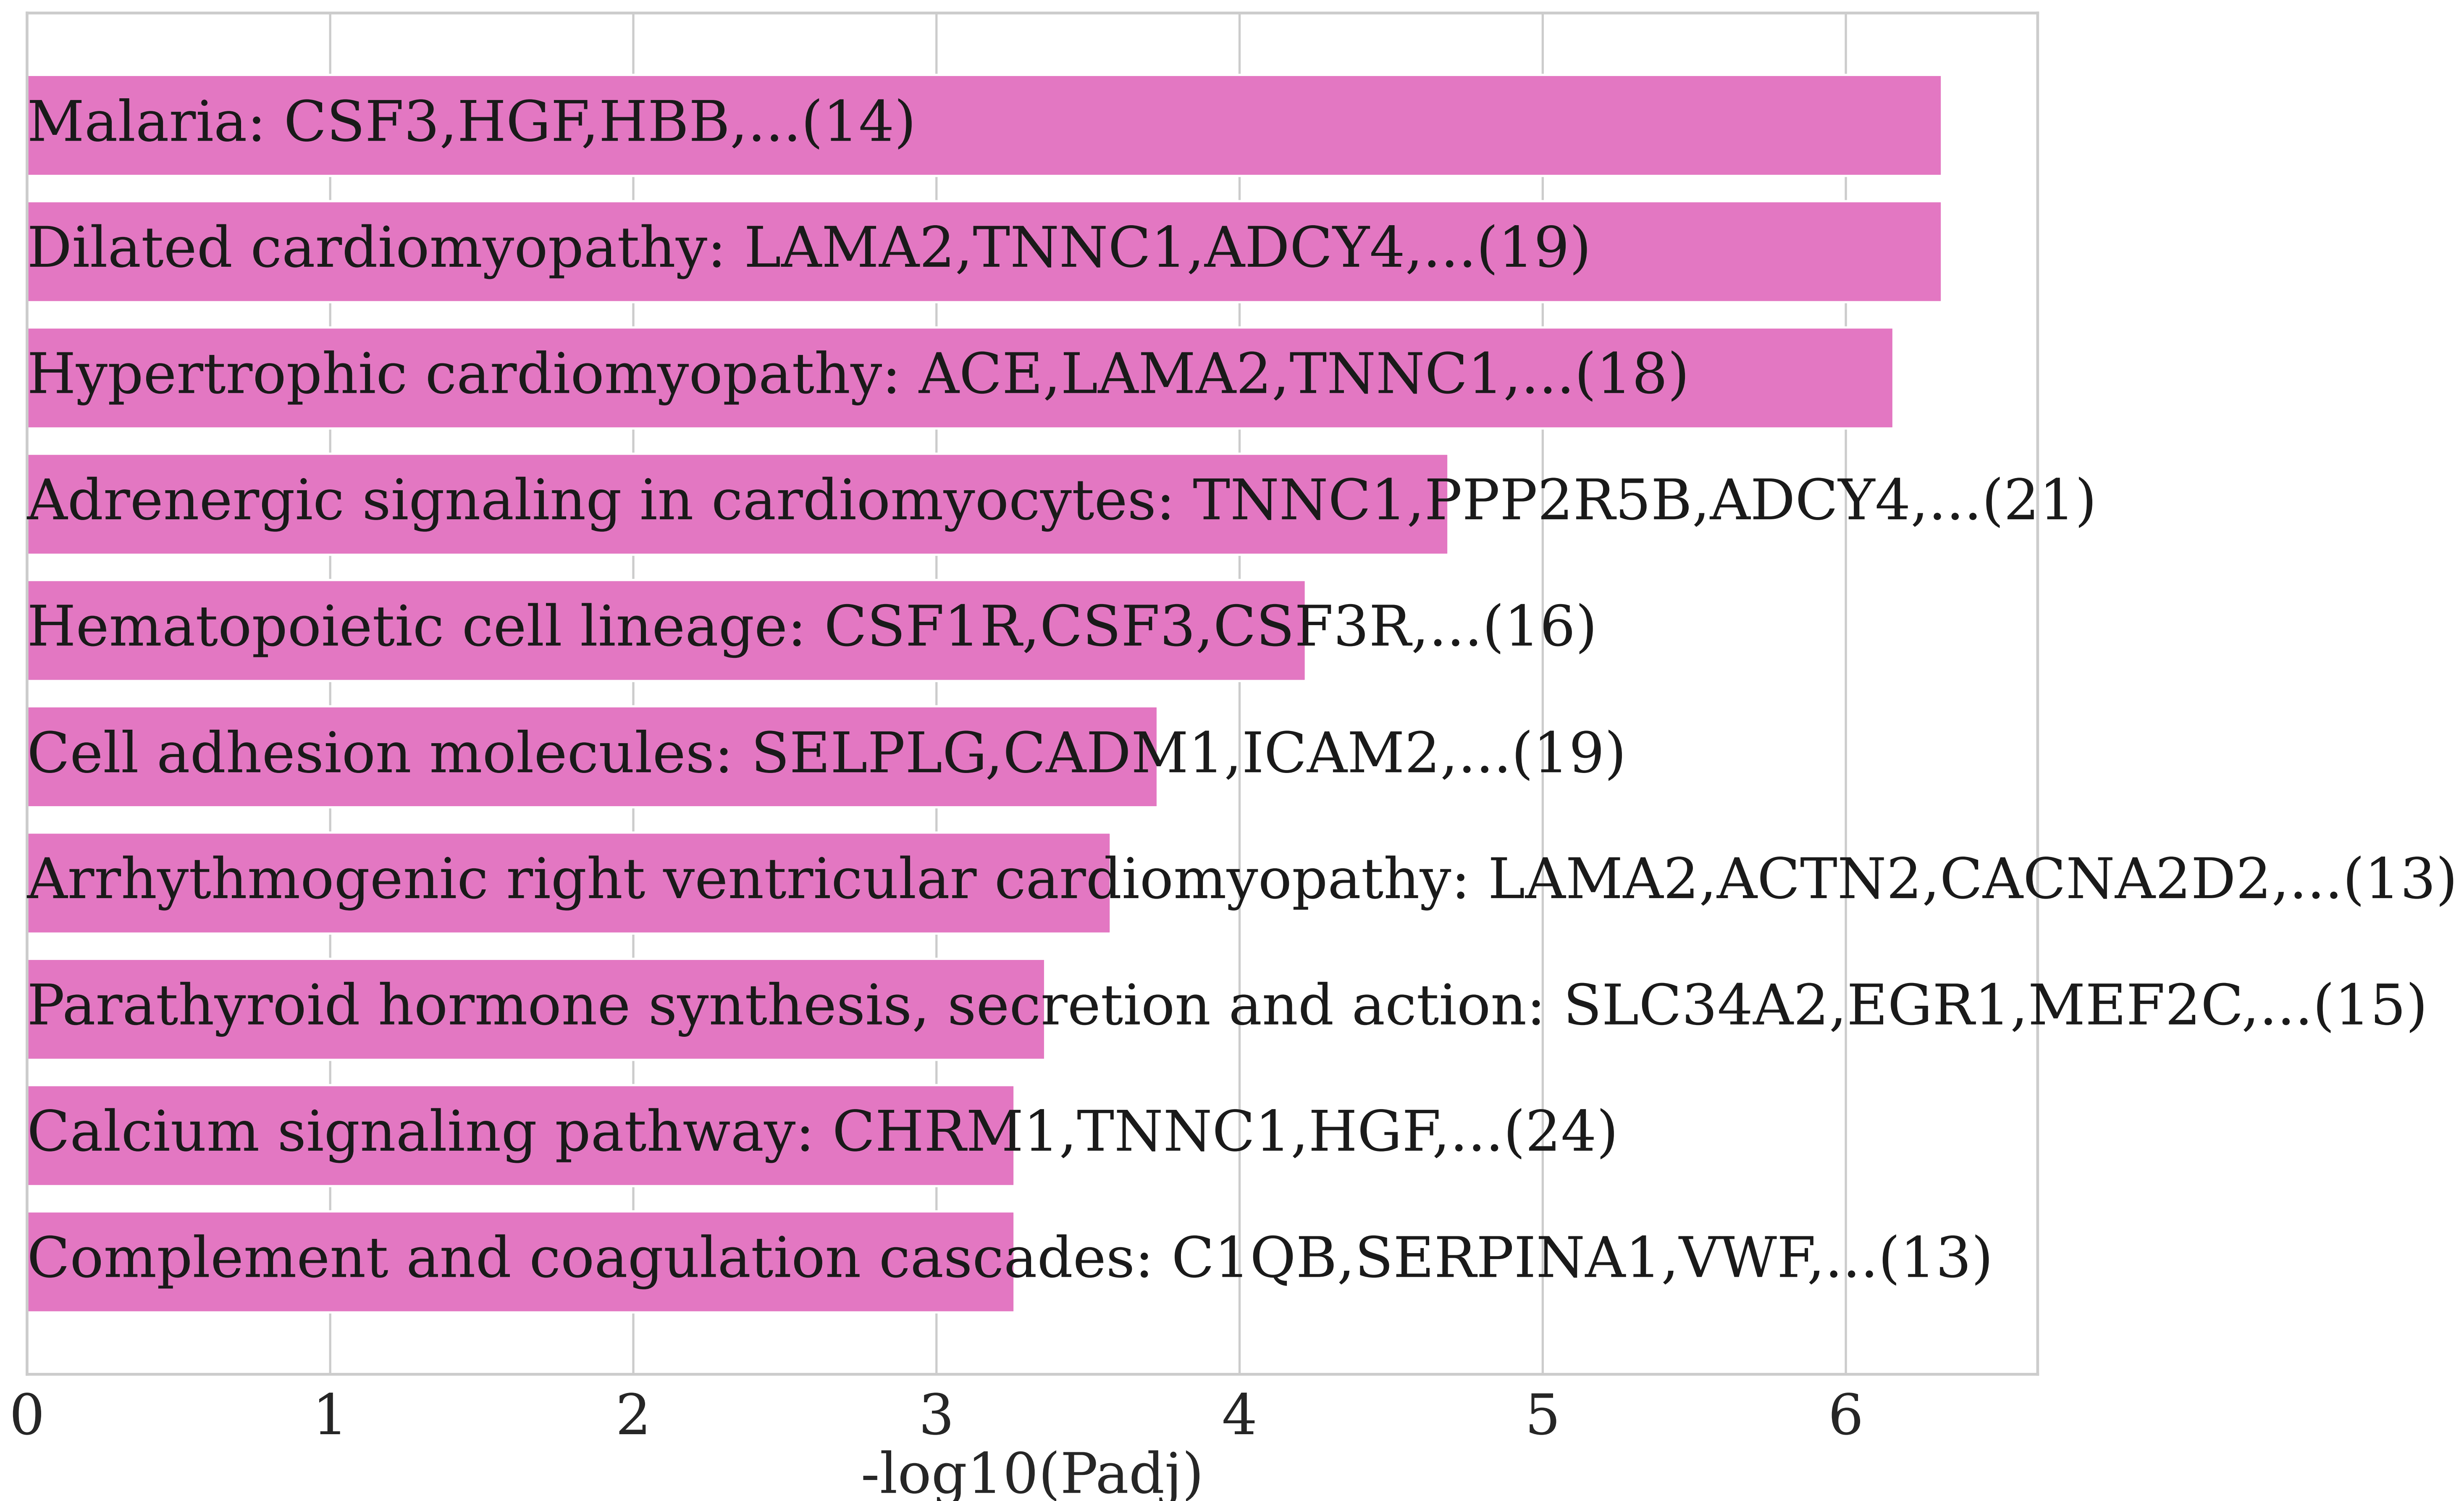 Malaria: CSF3,HGF,HBB,...(14)
Dilated cardiomyopathy: LAMA2,TNNC1,ADCY4,...(19)
Hypertrophic cardiomyopathy: ACE,LAMA2,TNNC1,...(18)
Adrenergic signaling in cardiomyocytes: TNNC1,PPP2R5B,ADCY4,...(21)
Hematopoietic cell lineage: CSF1R,CSF3,CSF3R,...(16)
Cell adhesion molecules: SELPLG,CADM1,ICAM2,...(19)
Arrhythmogenic right ventricular cardiomyopathy: LAMA2,ACTN2,CACNA2D2,...(13)
Parathyroid hormone synthesis, secretion and action: SLC34A2,EGR1,MEF2C,...(15)
Calcium signaling pathway: CHRM1,TNNC1,HGF,...(24)
Complement and coagulation cascades: C1QB,SERPINA1,VWF,...(13)
0 1 2 3 4 5 6
-log10(Padj)